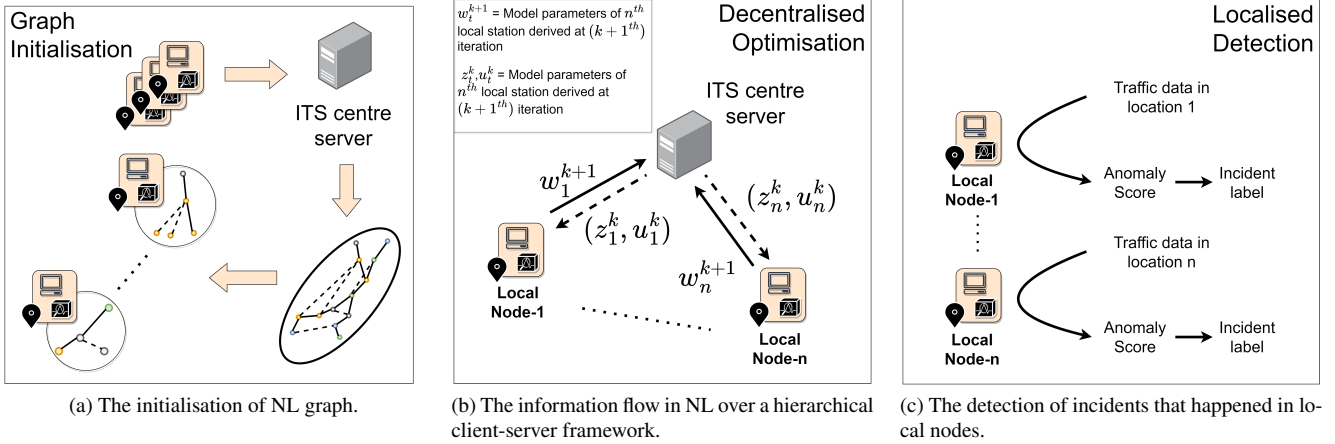 Graph
Initialisation
ITS centre
server
(a) The initialisation of NL graph.
$w_t^{k+1}$ = Model parameters of $n^{th}$
local station derived at $(k+1^{th})$
iteration
$z_t^k, u_t^k$ = Model parameters of
$n^{th}$ local station derived at
$(k+1^{th})$ iteration
Decentralised
Optimisation
ITS centre
server
$w_1^{k+1}$
$(z_1^k, u_1^k)$
$(z_n^k, u_n^k)$
$w_n^{k+1}$
Local
Node-1
Local
Node-n
(b) The information flow in NL over a hierarchical
client-server framework.
Localised
Detection
Traffic data in
location 1
Local
Node-1
Anomaly
Score
Incident
label
Traffic data in
location n
Local
Node-n
Anomaly
Score
Incident
label
(c) The detection of incidents that happened in lo-
cal nodes.